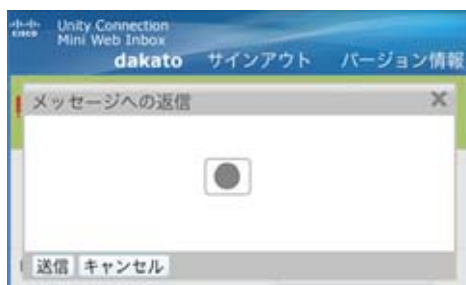 CISCO
Unity Connection
Mini Web Inbox
dakato サインアウト バージョン情報
メッセージへの返信
送信 キャンセル